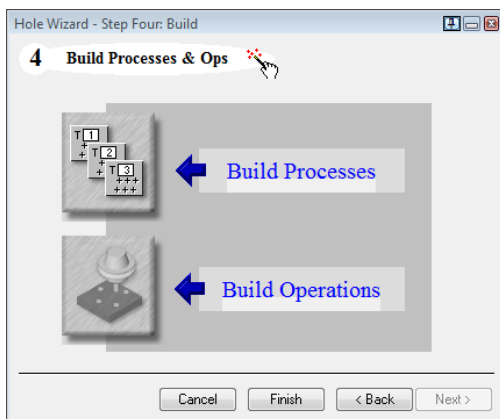 Hole Wizard - Step Four: Build
4 Build Processes & Ops
T 1
T 2
T 3
Build Processes
Build Operations
Cancel Finish < Back Next >